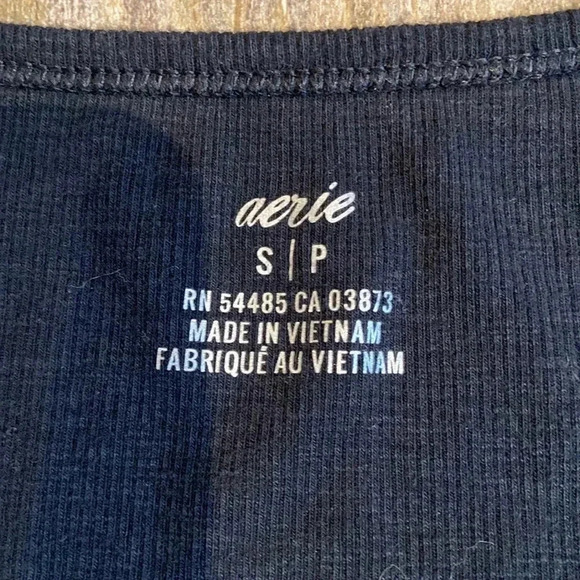 aerie
S | P
RN 54485 CA 03873
MADE IN VIETNAM
FABRIQUÉ AU VIETNAM